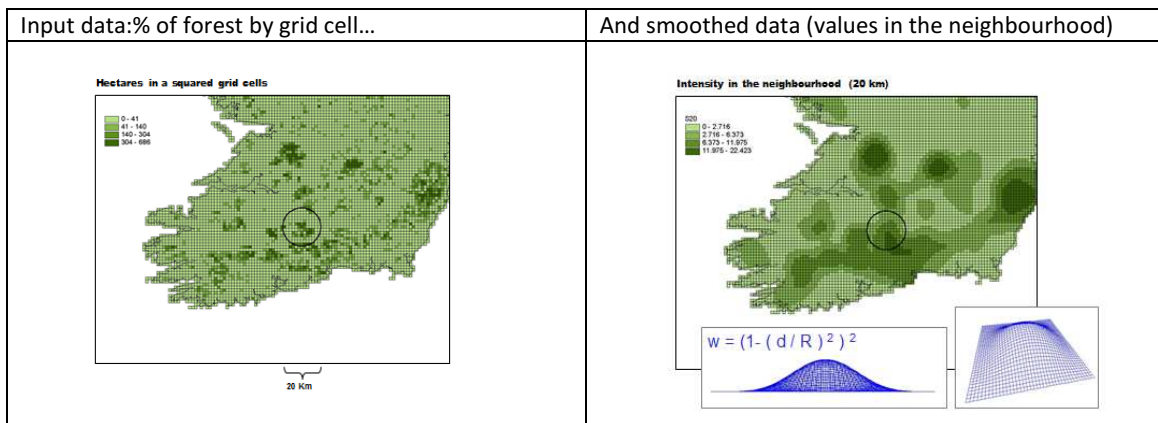 Input data:% of forest by grid cell…
And smoothed data (values in the neighbourhood)
Hectares in a squared grid cells
0 - 41
41 - 140
140 - 304
304 - 686
20 Km
Intensity in the neighbourhood (20 km)
S20
0 - 2.716
2.716 - 6.373
6.373 - 11.975
11.975 - 22.423
w = (1- ( d / R ) ² ) ²